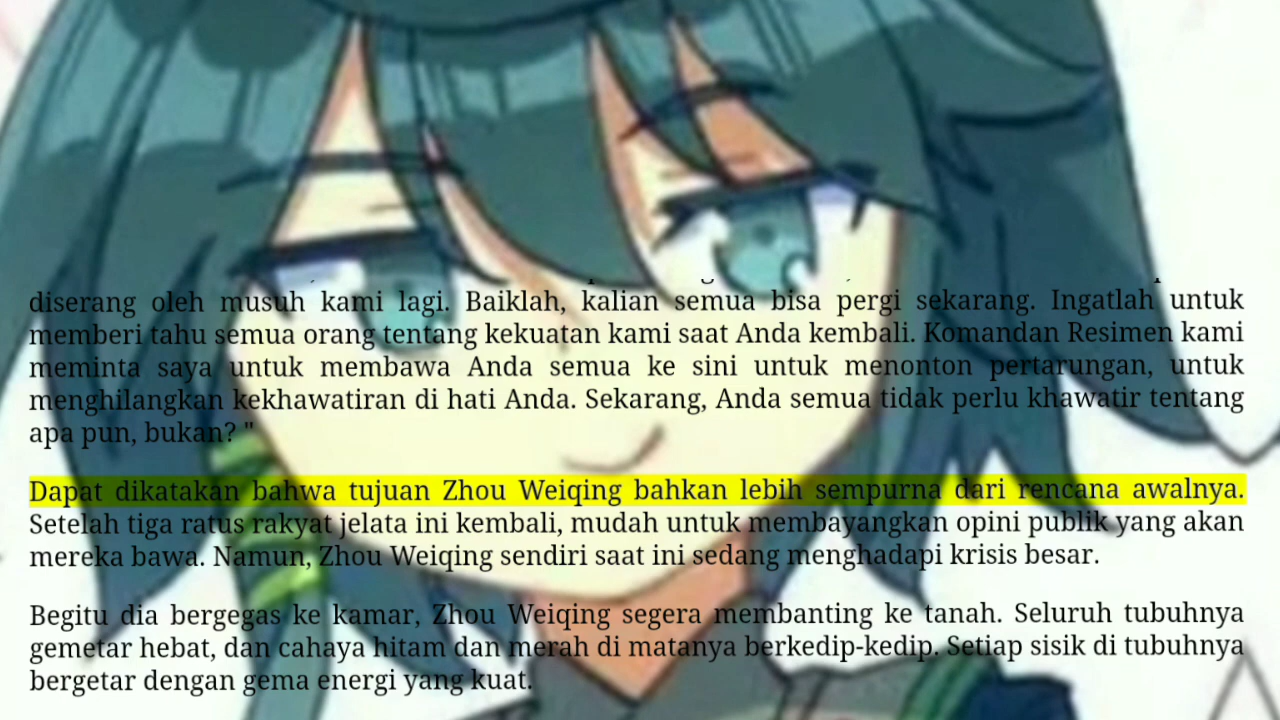 diserang oleh musuh kami lagi. Baiklah, kalian semua bisa pergi sekarang. Ingatlah untuk
memberi tahu semua orang tentang kekuatan kami saat Anda kembali. Komandan Resimen kami
meminta saya untuk membawa Anda semua ke sini untuk menonton pertarungan, untuk
menghilangkan kekhawatiran di hati Anda. Sekarang, Anda semua tidak perlu khawatir tentang
apa pun, bukan? "
Dapat dikatakan bahwa tujuan Zhou Weiqing bahkan lebih sempurna dari rencana awalnya.
Setelah tiga ratus rakyat jelata ini kembali, mudah untuk membayangkan opini publik yang akan
mereka bawa. Namun, Zhou Weiqing sendiri saat ini sedang menghadapi krisis besar.
Begitu dia bergegas ke kamar, Zhou Weiqing segera membanting ke tanah. Seluruh tubuhnya
gemetar hebat, dan cahaya hitam dan merah di matanya berkedip-kedip. Setiap sisik di tubuhnya
bergetar dengan gema energi yang kuat.